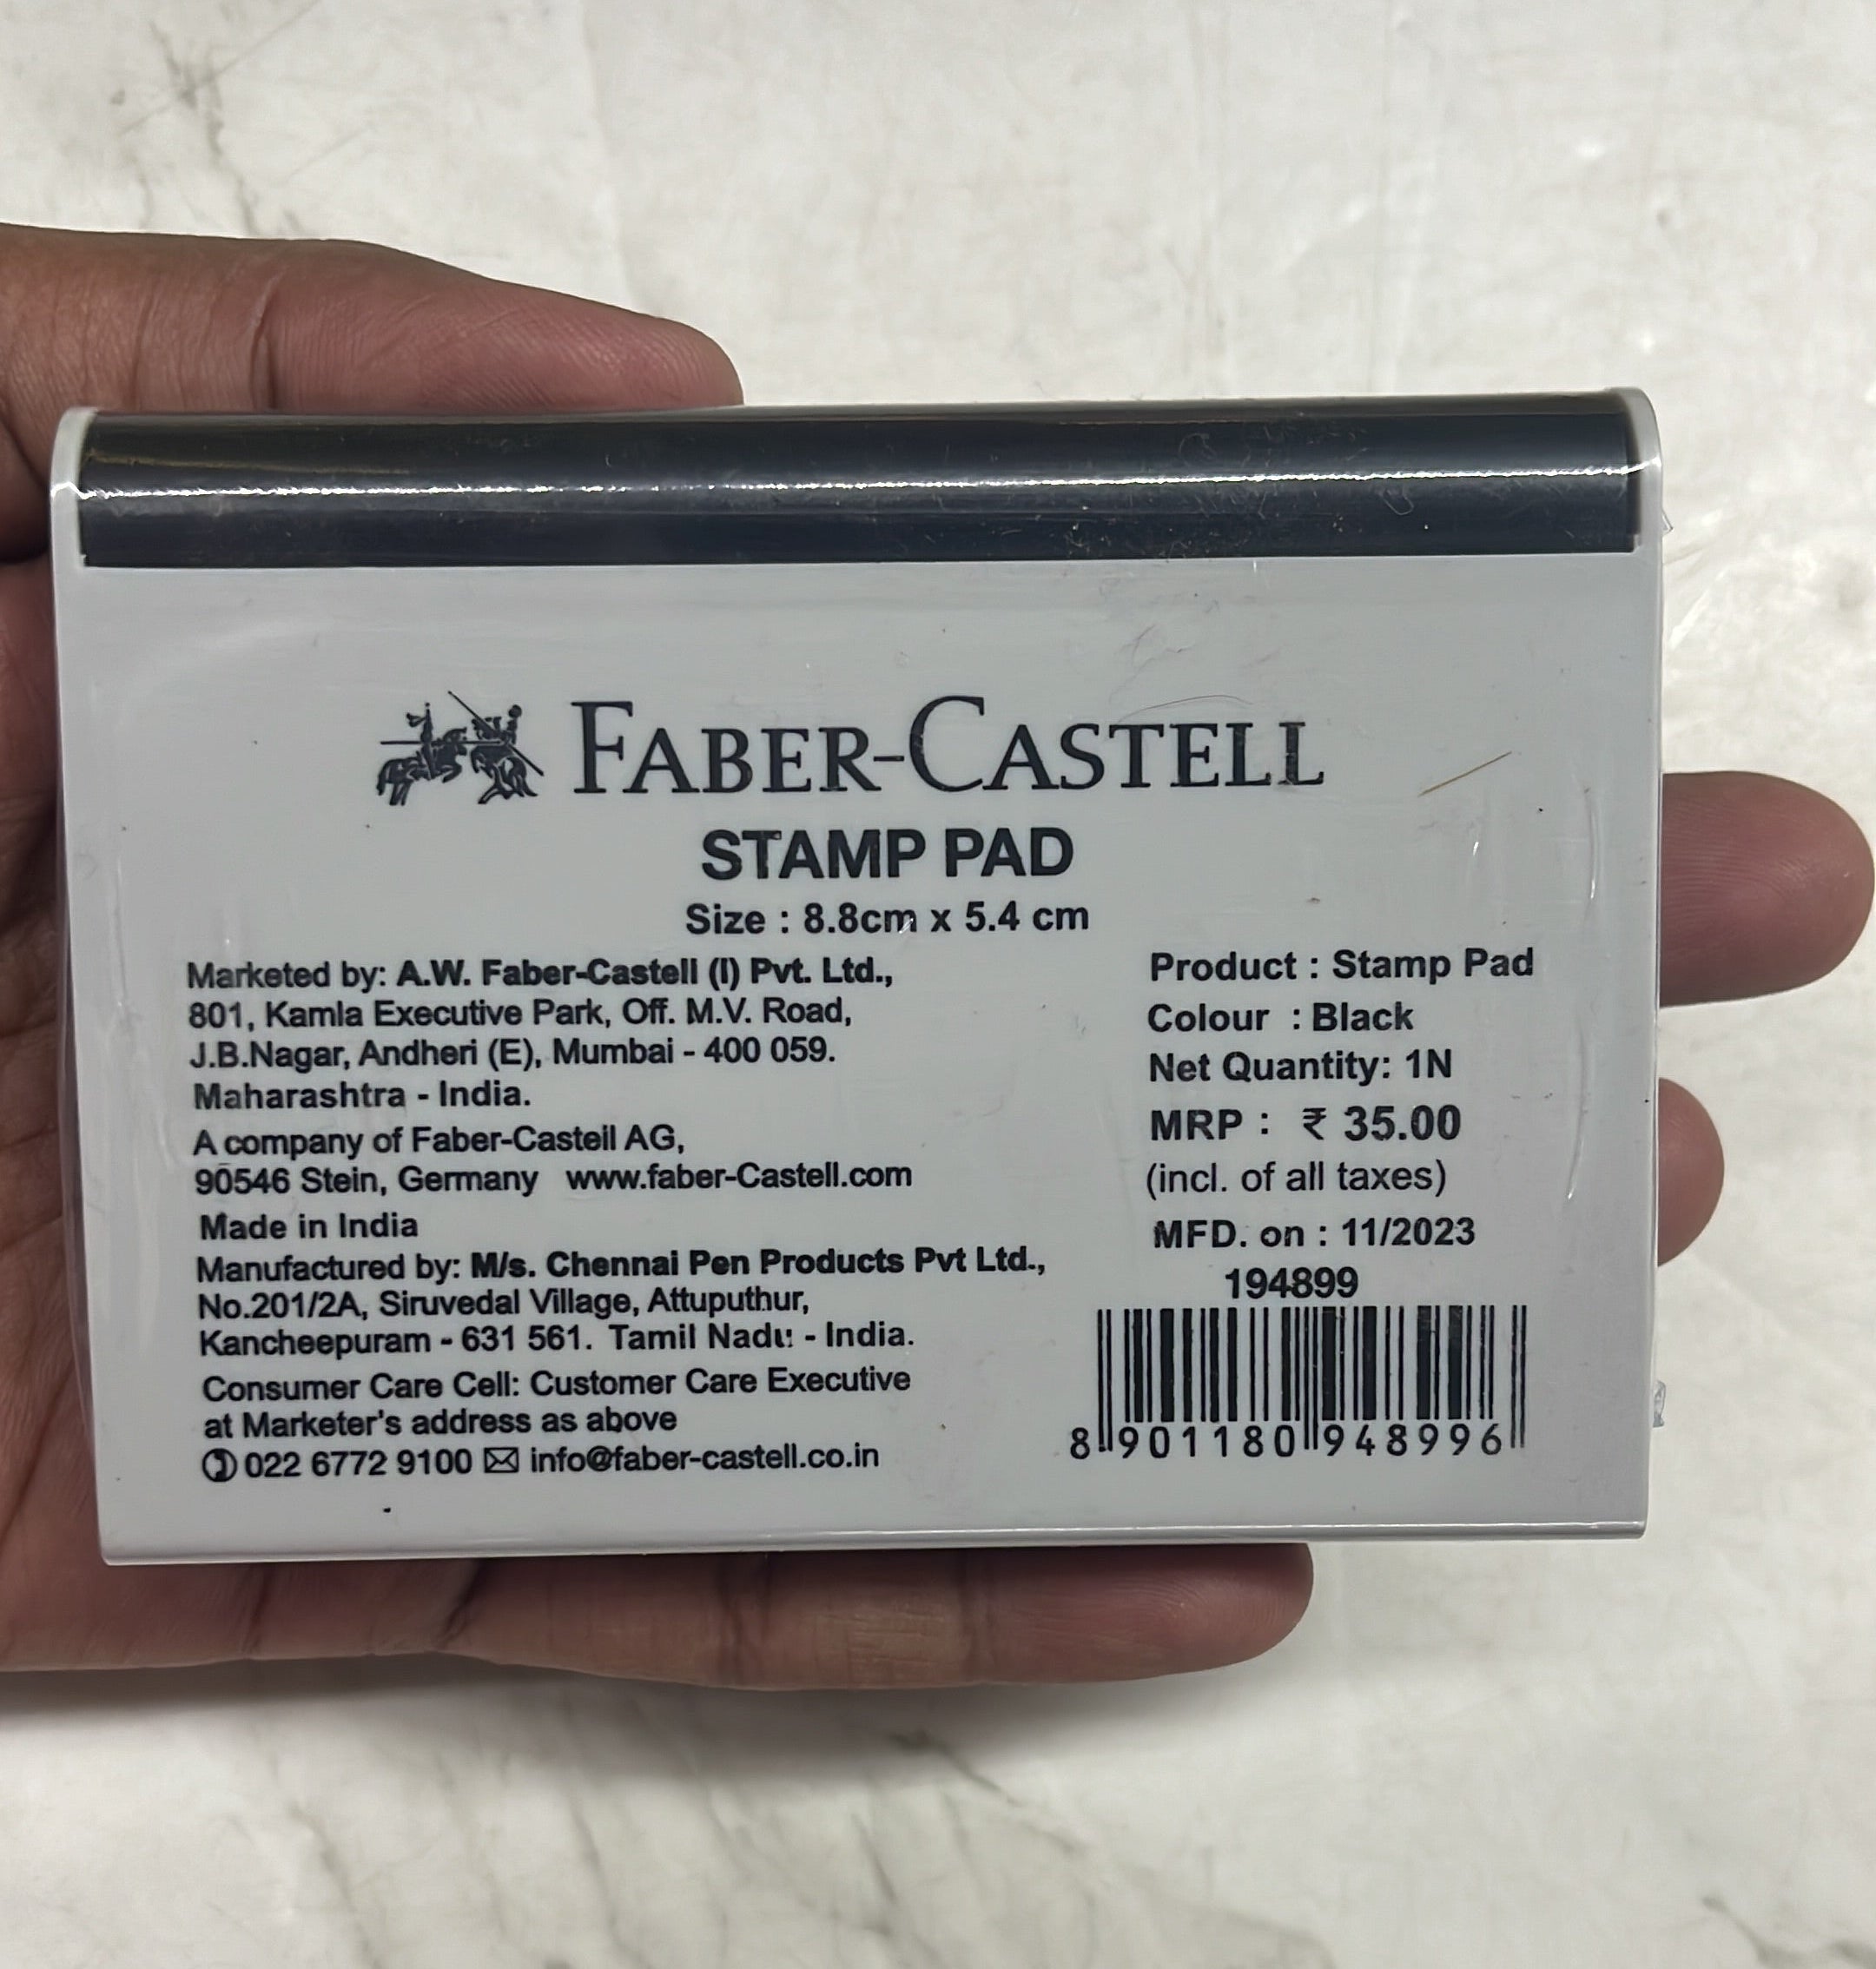 FABER-CASTELL
STAMP PAD
Size : 8.8cm x 5.4 cm
Marketed by: A.W. Faber-Castell (I) Pvt. Ltd.,
801, Kamla Executive Park, Off. M.V. Road,
J.B.Nagar, Andheri (E), Mumbai - 400 059.
Maharashtra - India.
A company of Faber-Castell AG,
90546 Stein, Germany www.faber-Castell.com
Made in India
Manufactured by: M/s. Chennai Pen Products Pvt Ltd.,
No.201/2A, Siruvedal Village, Attuputhur,
Kancheepuram - 631 561. Tamil Nadu - India.
Consumer Care Cell: Customer Care Executive
at Marketer's address as above
022 6772 9100 info@faber-castell.co.in
Product : Stamp Pad
Colour : Black
Net Quantity: 1N
MRP : ₹ 35.00
(incl. of all taxes)
MFD. on : 11/2023
194899
8 901180 948996